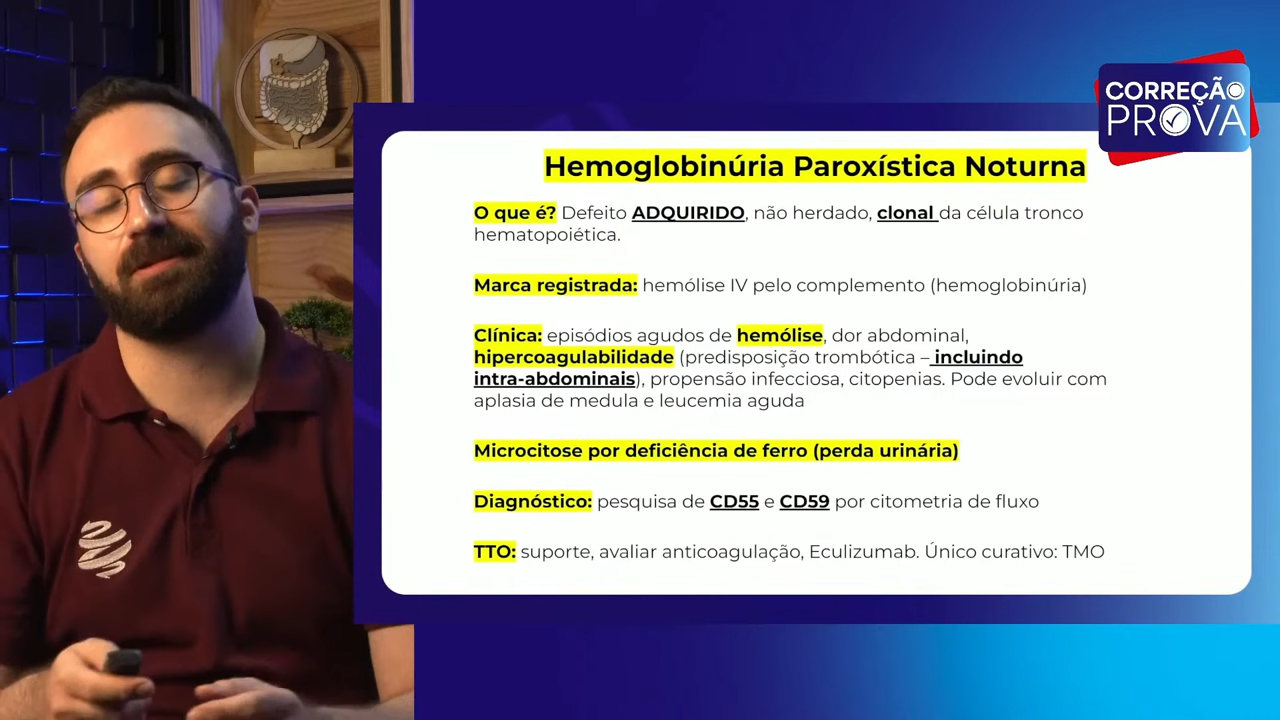 CORREÇÃO
PROVA
Hemoglobinúria Paroxística Noturna
O que é? Defeito ADQUIRIDO, não herdado, clonal da célula tronco
hematopoiética.
Marca registrada: hemólise IV pelo complemento (hemoglobinúria)
Clínica: episódios agudos de hemólise, dor abdominal,
hipercoagulabilidade (predisposição trombótica – incluindo
intra-abdominais), propensão infecciosa, citopenias. Pode evoluir com
aplasia de medula e leucemia aguda
Microcitose por deficiência de ferro (perda urinária)
Diagnóstico: pesquisa de CD55 e CD59 por citometria de fluxo
TTO: suporte, avaliar anticoagulação, Eculizumab. Único curativo: TMO